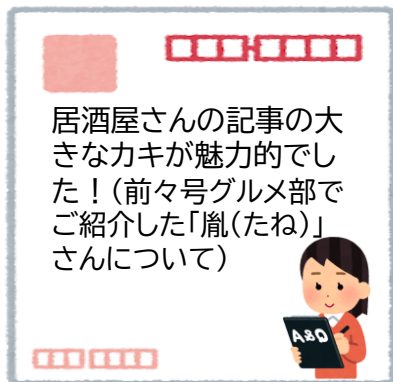 居酒屋さんの記事の大
きなカキが魅力的でし
た！（前々号グルメ部で
ご紹介した「胤（たね）」
さんについて）
A&Q